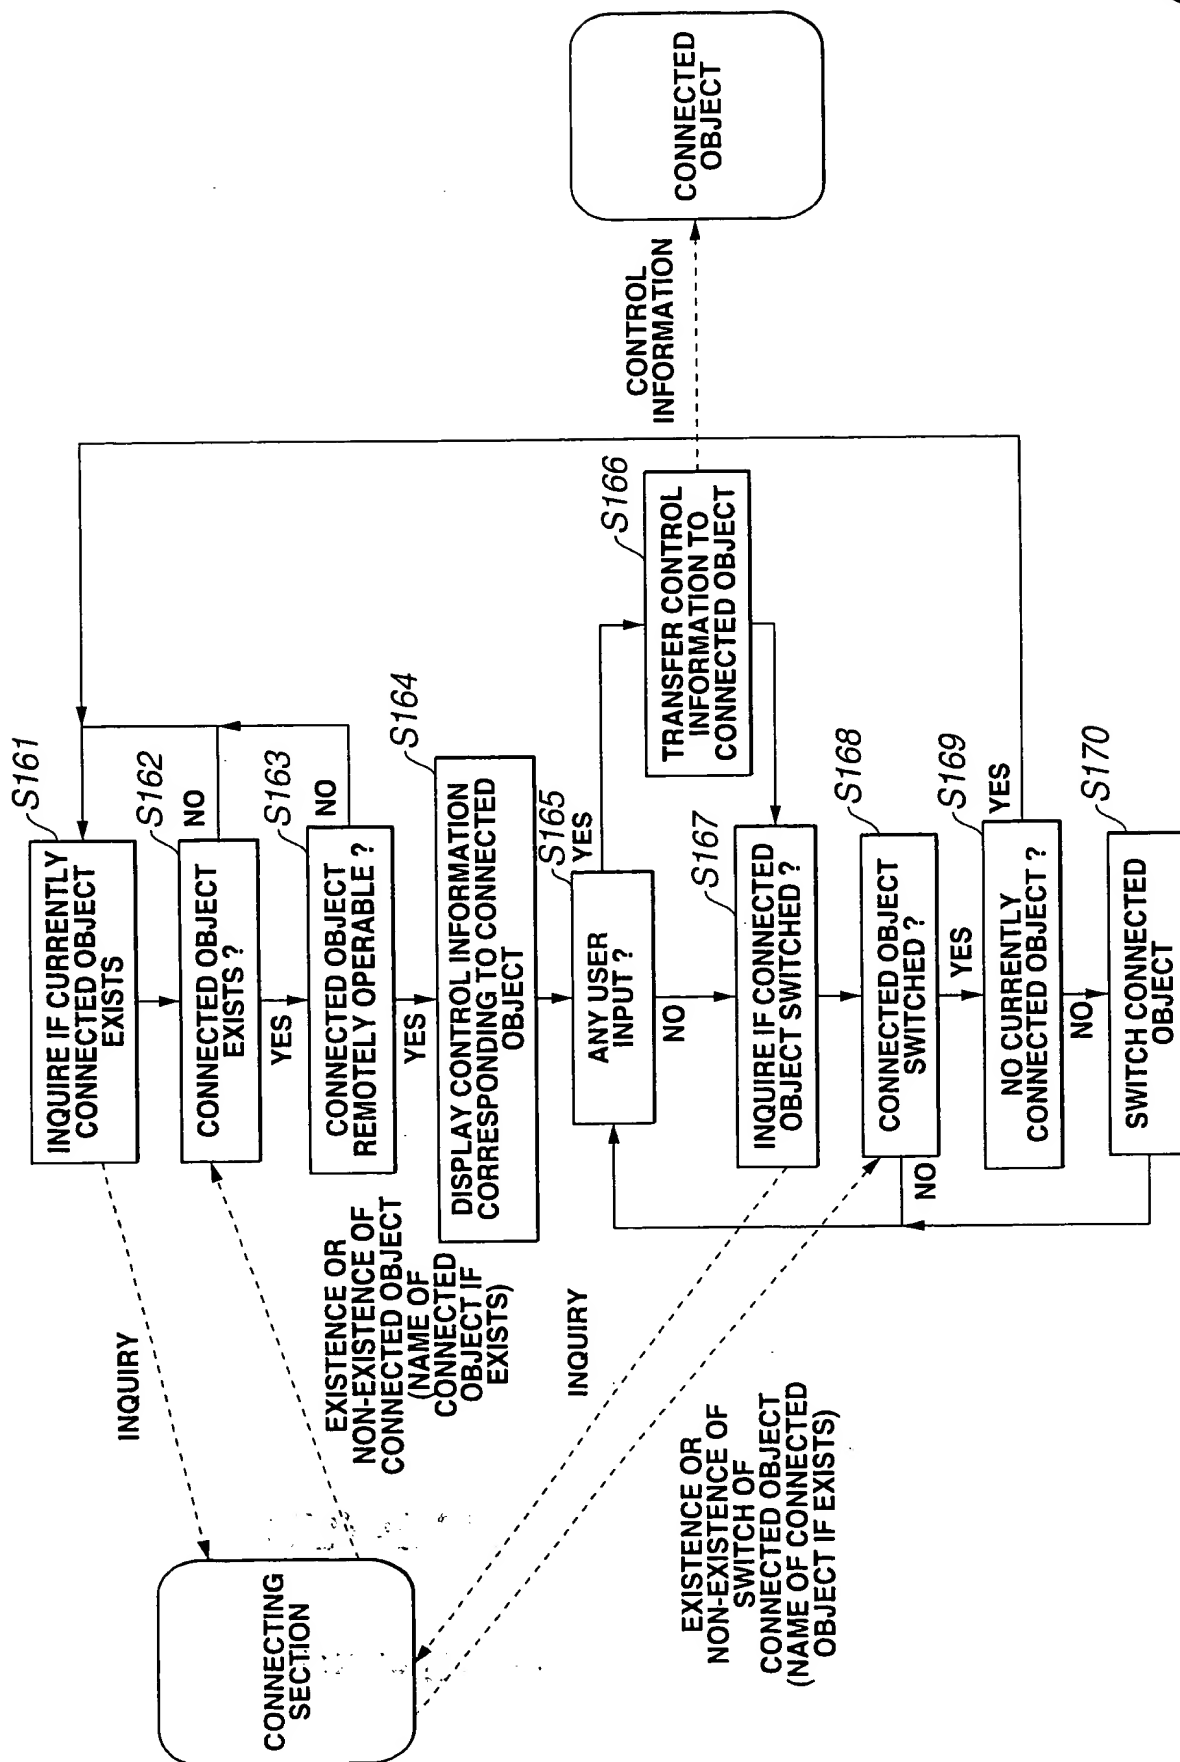 S161
INQUIRE IF CURRENTLY
CONNECTED OBJECT
EXISTS
INQUIRY
CONNECTING
SECTION
S162
CONNECTED OBJECT
EXISTS ?
NO
YES
EXISTENCE OR
NON-EXISTENCE OF
CONNECTED OBJECT
(NAME OF
CONNECTED
OBJECT IF
EXISTS)
S163
CONNECTED OBJECT
REMOTELY OPERABLE ?
NO
YES
S164
DISPLAY CONTROL INFORMATION
CORRESPONDING TO CONNECTED
OBJECT
S165
ANY USER
INPUT ?
YES
NO
S166
TRANSFER CONTROL
INFORMATION TO
CONNECTED OBJECT
CONTROL
INFORMATION
CONNECTED
OBJECT
S167
INQUIRE IF CONNECTED
OBJECT SWITCHED ?
INQUIRY
S168
CONNECTED OBJECT
SWITCHED ?
NO
YES
EXISTENCE OR
NON-EXISTENCE OF
SWITCH OF
CONNECTED OBJECT
(NAME OF CONNECTED
OBJECT IF EXISTS)
S169
NO CURRENTLY
CONNECTED OBJECT ?
YES
NO
S170
SWITCH CONNECTED
OBJECT